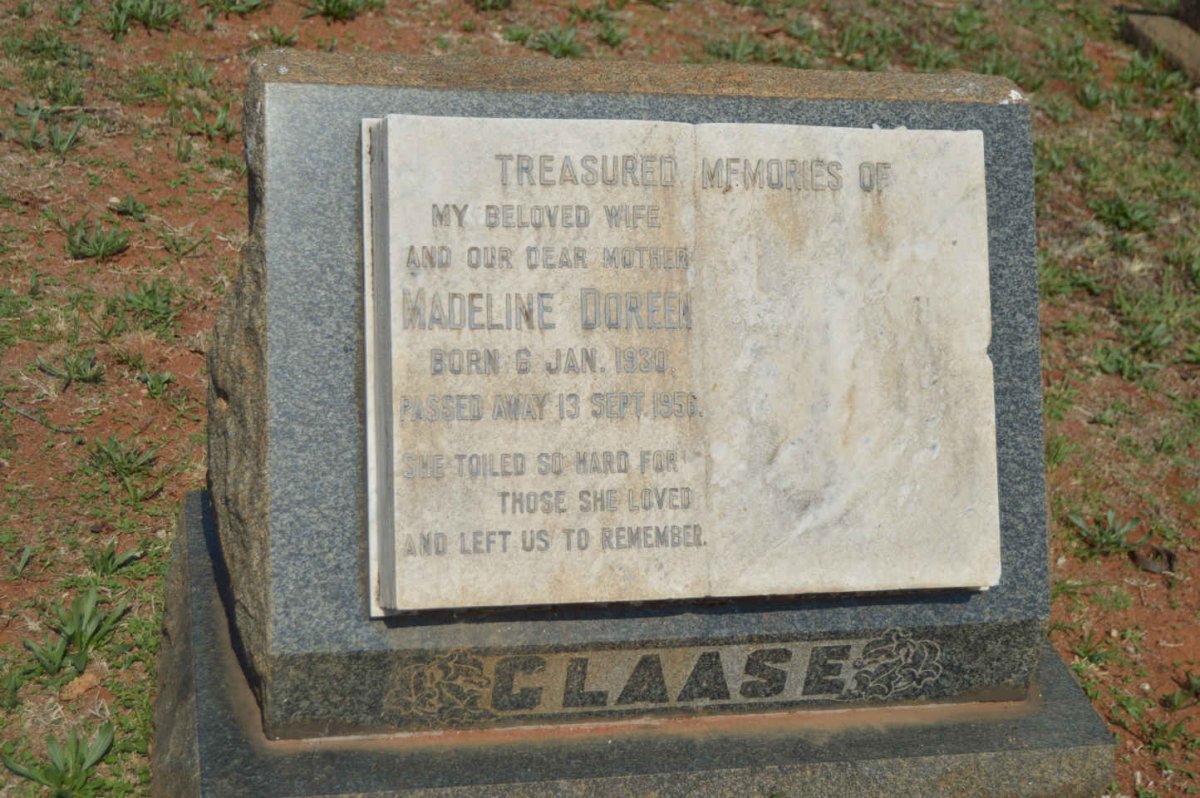 TREASURED MEMORIES OF
MY BELOVED WIFE
AND OUR DEAR MOTHER
MADELINE DOREEN
BORN 6 JAN. 1930.
PASSED AWAY 13 SEPT. 1956.
SHE TOILED SO HARD FOR
THOSE SHE LOVED
AND LEFT US TO REMEMBER.
CLAASE